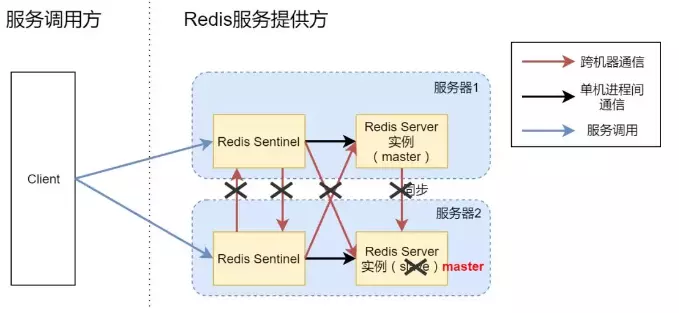 服务调用方
Redis服务提供方
跨机器通信
单机进程间
通信
服务调用
服务器1
Redis Sentinel
Redis Server
实例
（master）
Client
同步
服务器2
Redis Sentinel
Redis Server
实例（slave）master